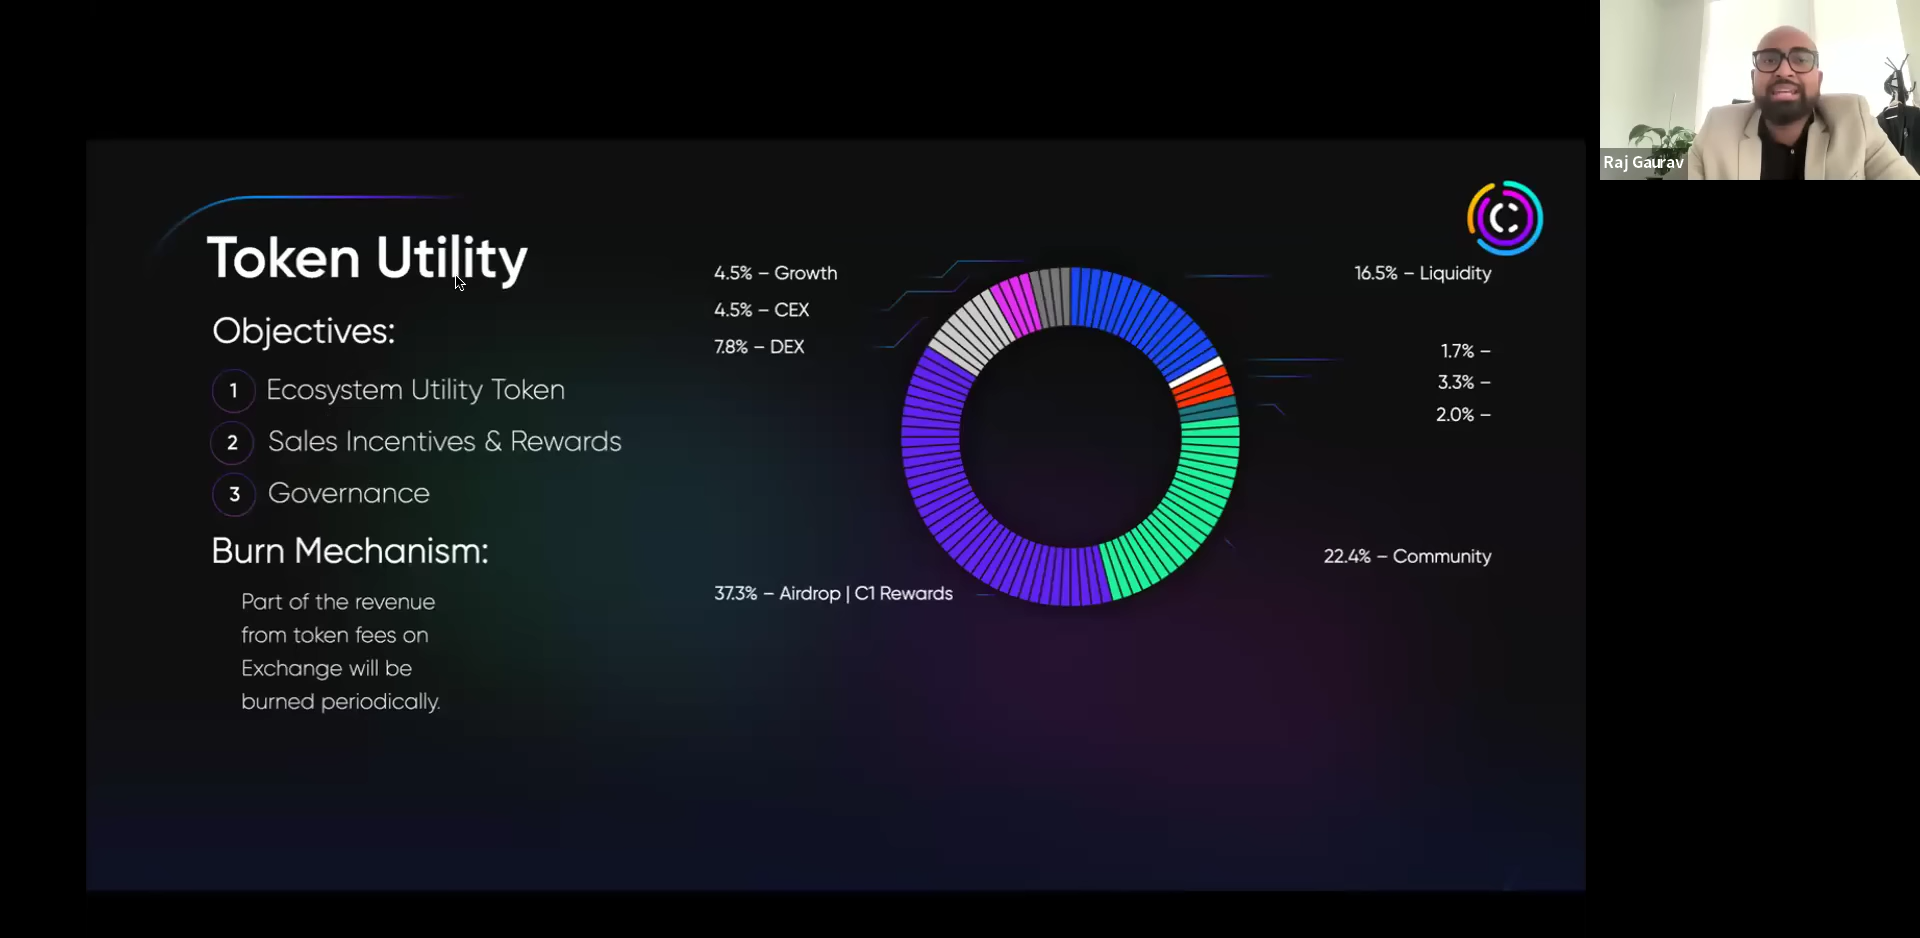 Token Utility
Objectives:
1 Ecosystem Utility Token
2 Sales Incentives & Rewards
3 Governance
Burn Mechanism:
Part of the revenue
from token fees on
Exchange will be
burned periodically.
4.5% – Growth
4.5% – CEX
7.8% – DEX
37.3% – Airdrop | C1 Rewards
16.5% – Liquidity
1.7% –
3.3% –
2.0% –
22.4% – Community
Raj Gaurav